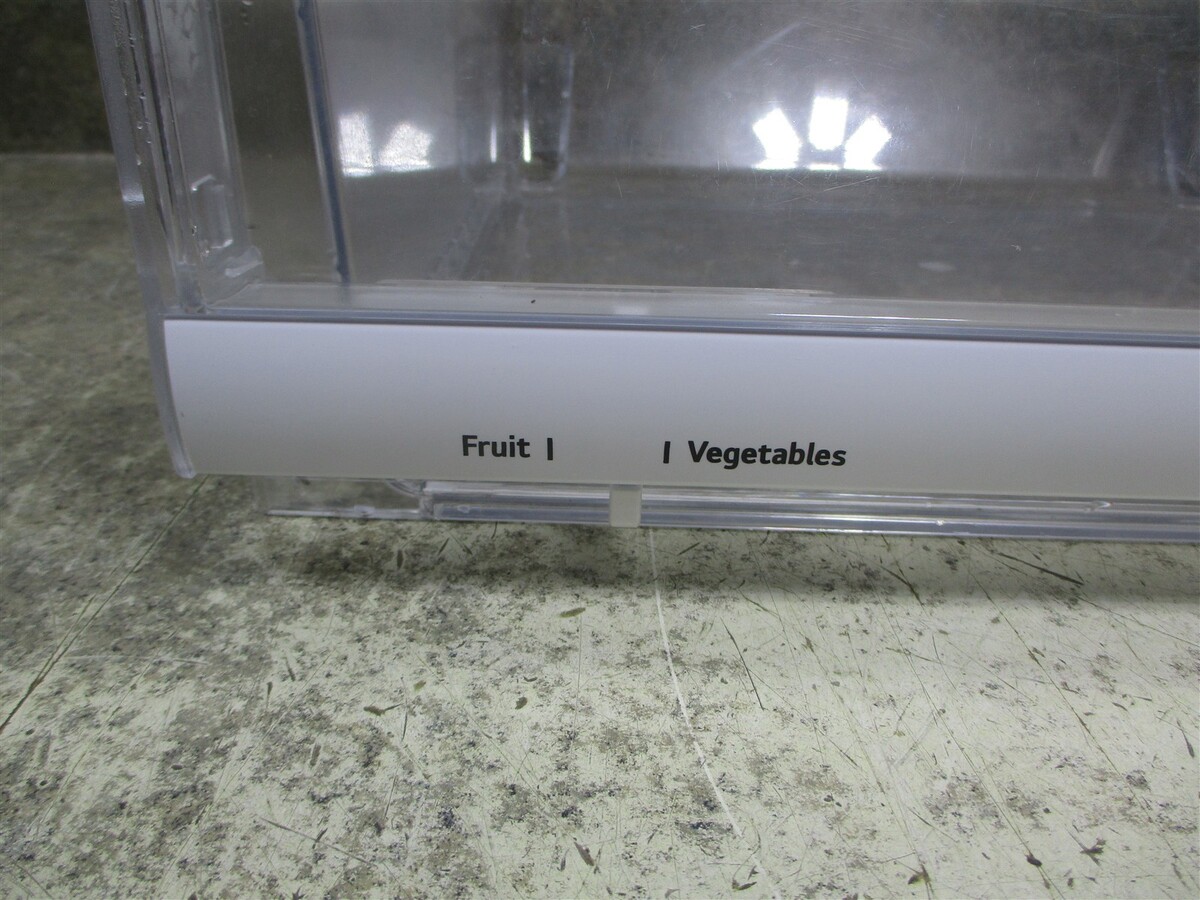 Fruit | | Vegetables